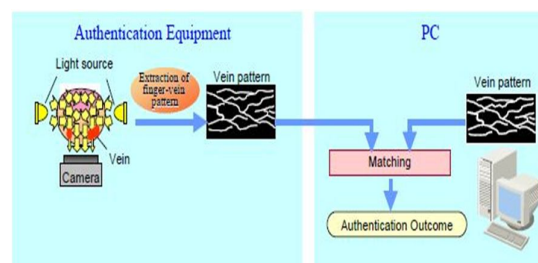 Authentication Equipment
PC
Light source
Extraction of
finger-vein
pattern
Vein pattern
Vein pattern
Vein
Camera
Matching
Authentication Outcome